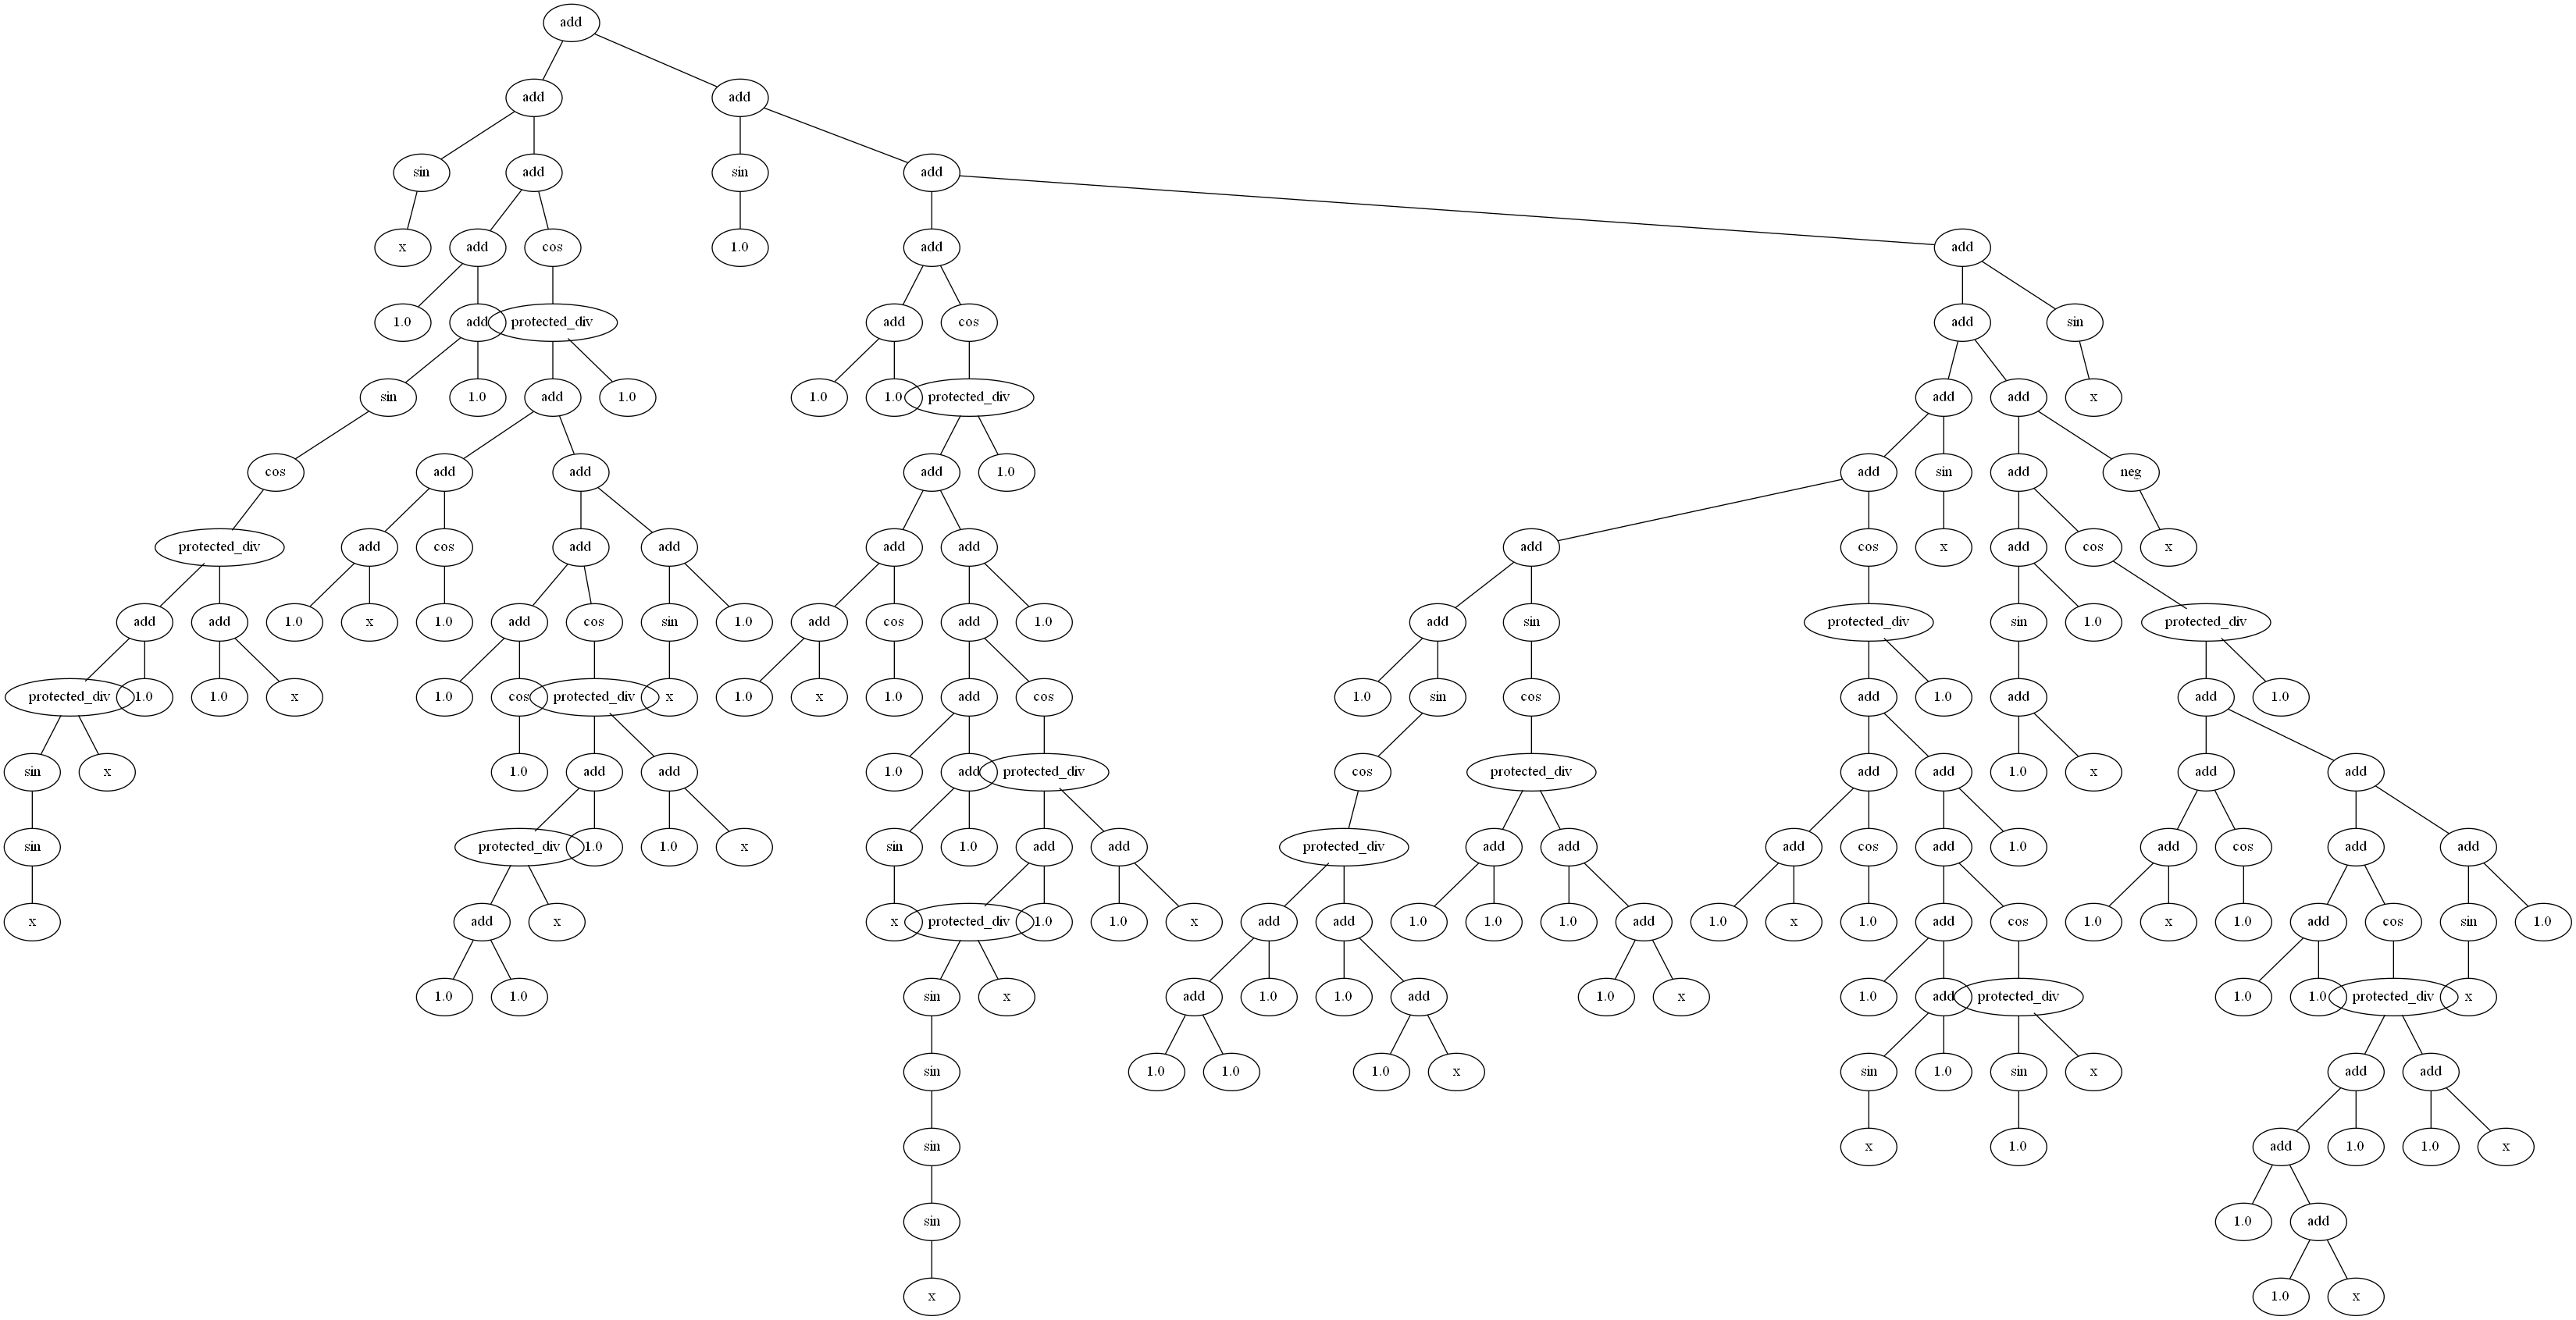 add
add add
sin add sin add
x add cos 1.0 add add
1.0 add protected_div add cos add sin
sin 1.0 add 1.0 1.0 1.0 protected_div add add x
cos add add add 1.0 add sin add neg
protected_div add cos add add add add add cos x add cos x
add add 1.0 x 1.0 add cos sin 1.0 add cos add 1.0 add sin protected_div sin 1.0 protected_div
protected_div 1.0 1.0 x 1.0 cos protected_div x 1.0 x 1.0 add cos 1.0 sin cos add 1.0 add add 1.0
sin x 1.0 add add 1.0 add protected_div cos protected_div add add 1.0 x add add
sin protected_div 1.0 1.0 x sin 1.0 add add protected_div add add add cos add 1.0 add cos add add
x add x x protected_div 1.0 1.0 x add add 1.0 1.0 1.0 add 1.0 x 1.0 add cos 1.0 x 1.0 add cos sin 1.0
1.0 1.0 sin x add 1.0 1.0 add 1.0 x 1.0 add protected_div 1.0 1.0 protected_div x
sin 1.0 1.0 1.0 x sin 1.0 sin x add add
sin x 1.0 add 1.0 1.0 x
sin 1.0 add
x 1.0 x